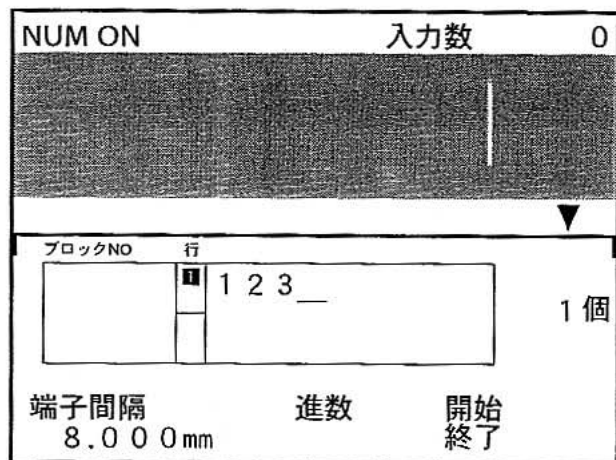 NUM ON 入力数 0
ブロックNO 行
1 123_
1個
端子間隔 進数 開始
8.000mm 終了